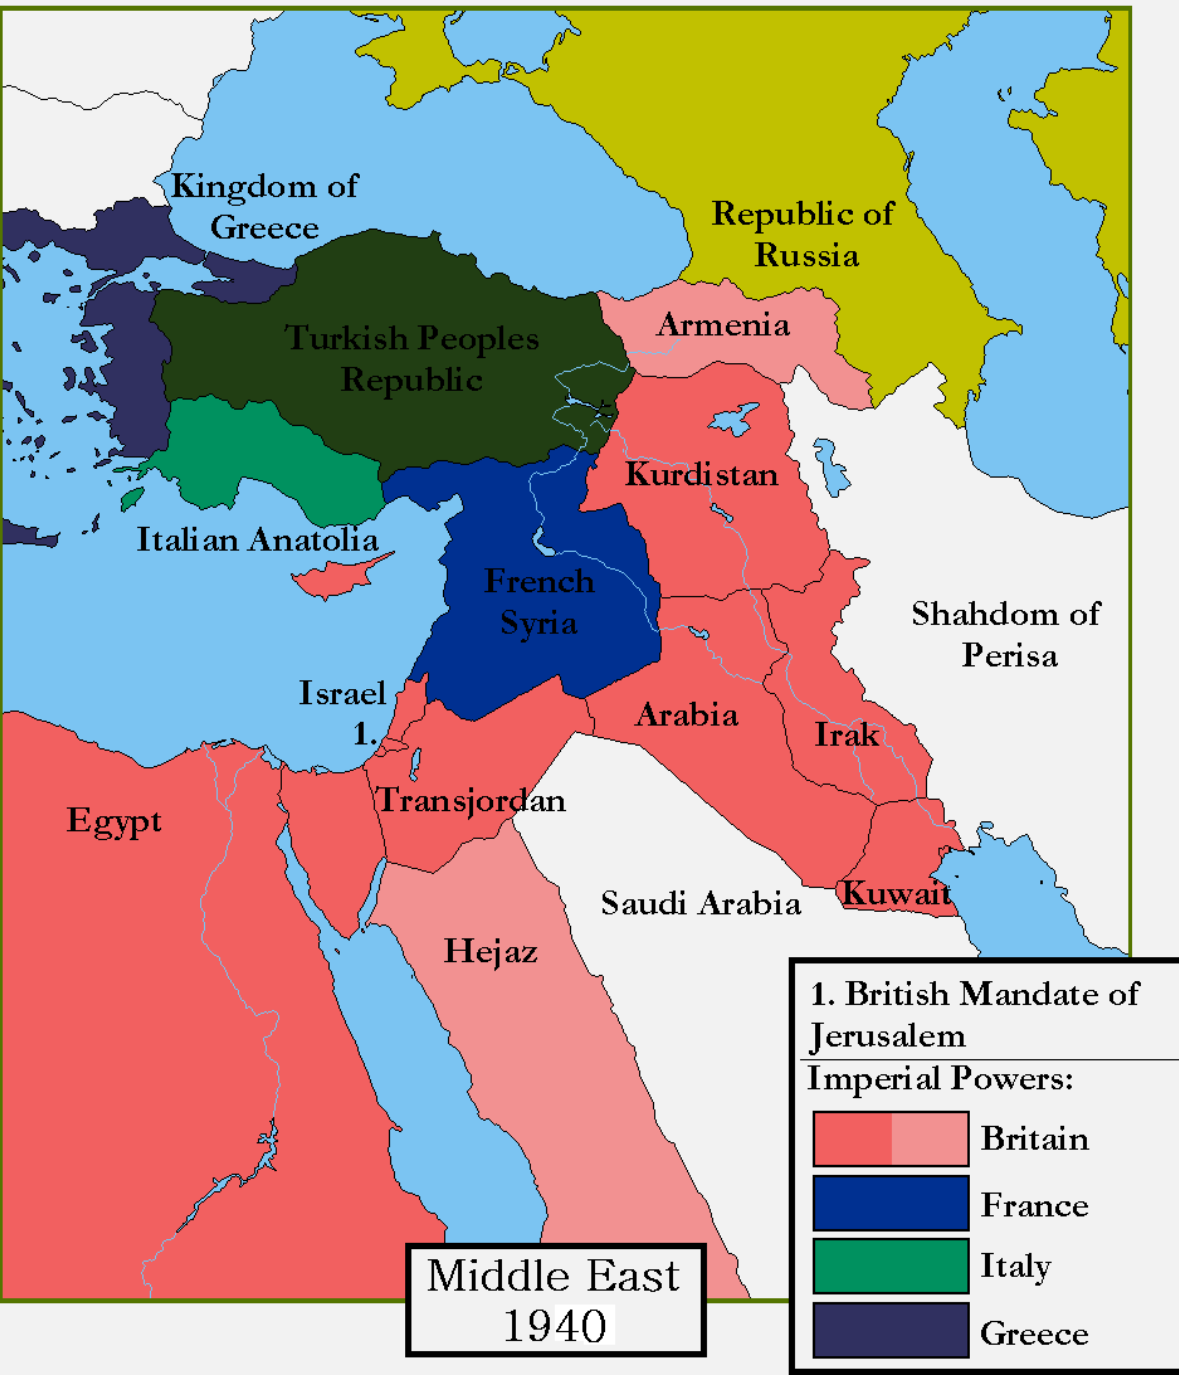 Kingdom of
Greece
Republic of
Russia
Armenia
Turkish Peoples
Republic
Kurdistan
Italian Anatolia
French
Syria
Shahdom of
Perisa
Israel
1.
Arabia
Irak
Transjordan
Egypt
Kuwait
Saudi Arabia
Hejaz
1. British Mandate of
Jerusalem
Imperial Powers:
Britain
France
Italy
Greece
Middle East
1940